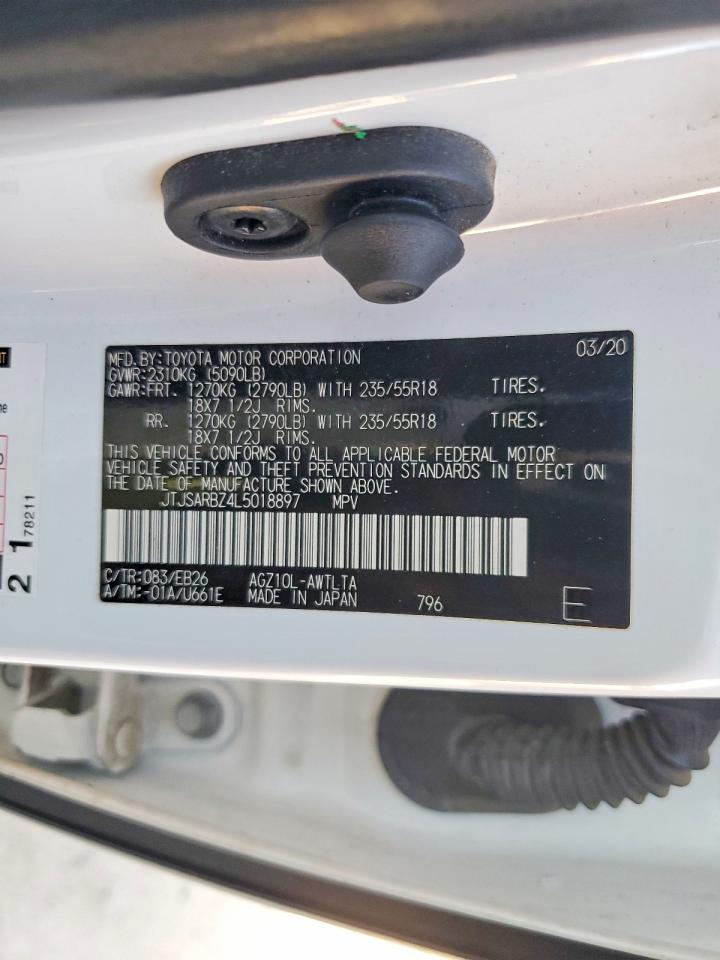 MFD.BY:TOYOTA MOTOR CORPORATION 03/20
GVWR:2310KG (5090LB)
GAWR:FRT. 1270KG (2790LB) WITH 235/55R18 TIRES.
18X7 1/2J RIMS.
RR. 1270KG (2790LB) WITH 235/55R18 TIRES.
18X7 1/2J RIMS.
THIS VEHICLE CONFORMS TO ALL APPLICABLE FEDERAL MOTOR
VEHICLE SAFETY AND THEFT PREVENTION STANDARDS IN EFFECT ON
THE DATE OF MANUFACTURE SHOWN ABOVE.
JTJSARBZ4L5018897 MPV
C/TR:083/EB26 AGZ10L-AWTLTA
A/TM:-01A/U661E MADE IN JAPAN 796 E
2 1 78211